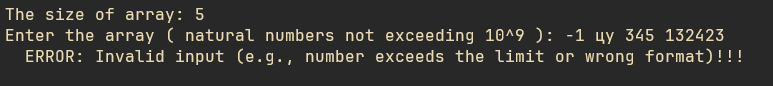 The size of array: 5
Enter the array ( natural numbers not exceeding 10^9 ): -1 цу 345 132423
ERROR: Invalid input (e.g., number exceeds the limit or wrong format)!!!